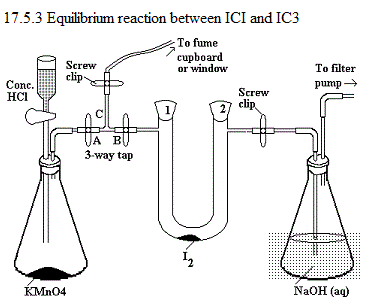 17.5.3 Equilibrium reaction between ICI and IC3
To fume
cupboard
or window
Screw
clip
Conc.
HCl
C
A
B
3-way tap
1
2
Screw
clip
To filter
pump
I2
KMnO4
NaOH (aq)